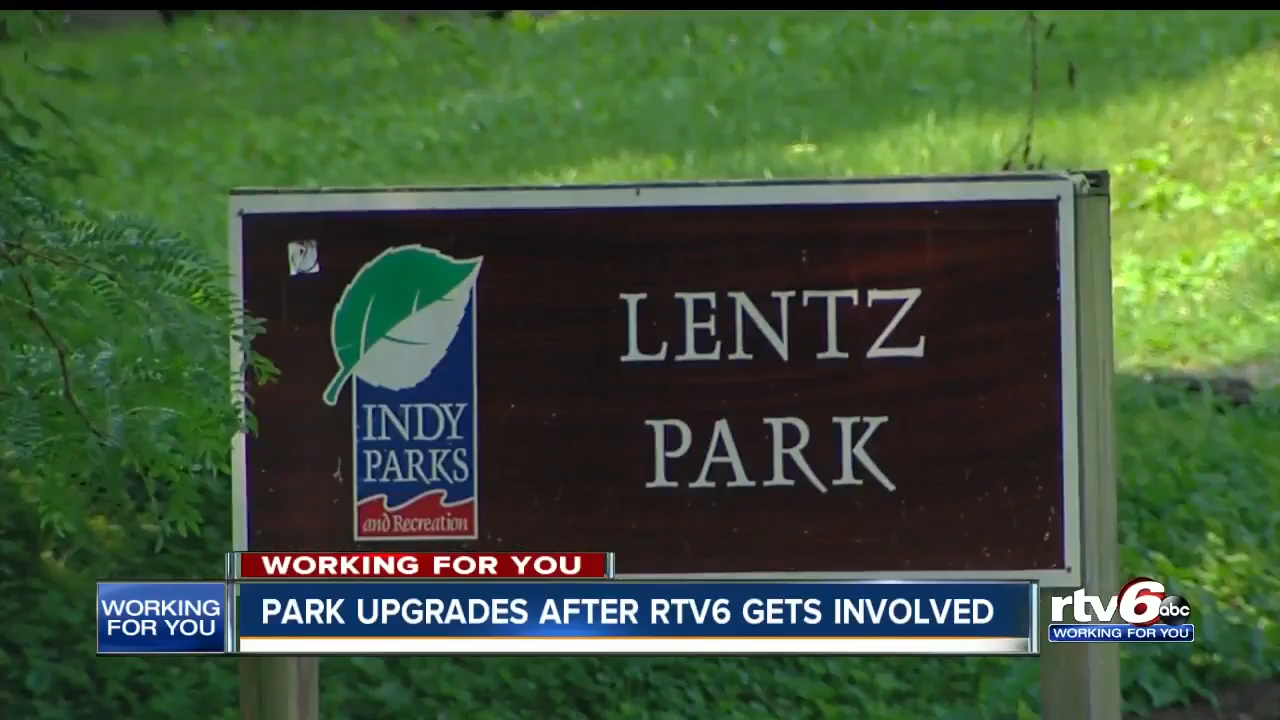 LENTZ
PARK
INDY
PARKS
and Recreation
WORKING FOR YOU
WORKING
FOR YOU
PARK UPGRADES AFTER RTV6 GETS INVOLVED
rtv6 abc
WORKING FOR YOU